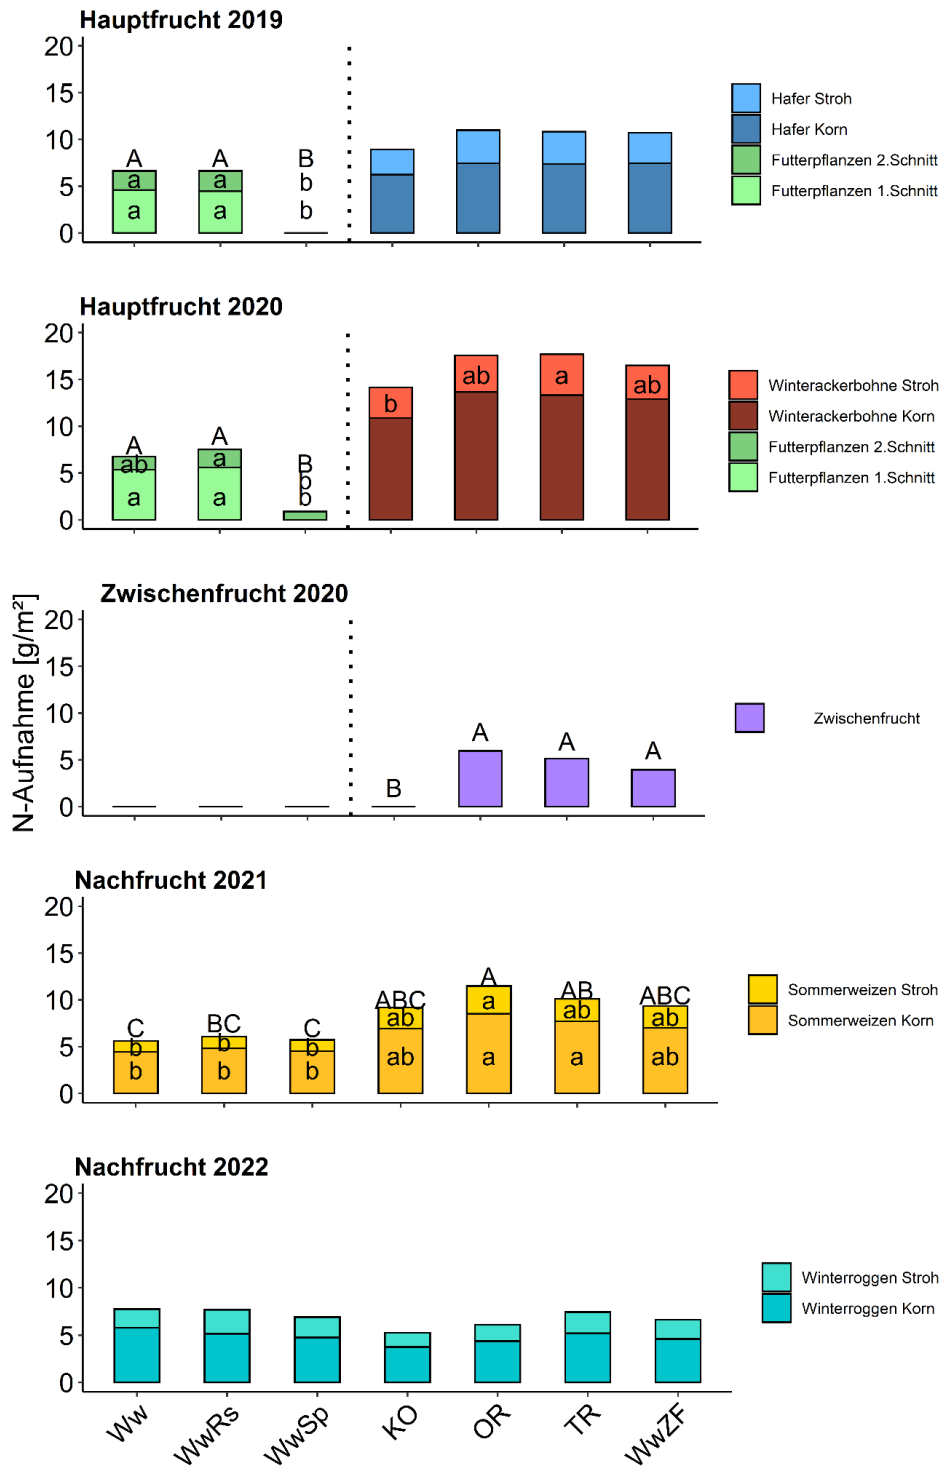 Hauptfrucht 2019
20
15
10
5
0
A A B
a a b
a a b
Hafer Stroh
Hafer Korn
Futterpflanzen 2.Schnitt
Futterpflanzen 1.Schnitt
Hauptfrucht 2020
20
15
10
5
0
A A B
ab a b
a a b
b ab a ab
Winterackerbohne Stroh
Winterackerbohne Korn
Futterpflanzen 2.Schnitt
Futterpflanzen 1.Schnitt
N-Aufnahme [g/m²]
Zwischenfrucht 2020
20
15
10
5
0
B A A A
Zwischenfrucht
Nachfrucht 2021
20
15
10
5
0
C BC C ABC A AB ABC
b b b ab a ab ab
b b b ab a a ab
Sommerweizen Stroh
Sommerweizen Korn
Nachfrucht 2022
20
15
10
5
0
Winterroggen Stroh
Winterroggen Korn
Ww WwRs WwSp KO OR TR WwZF